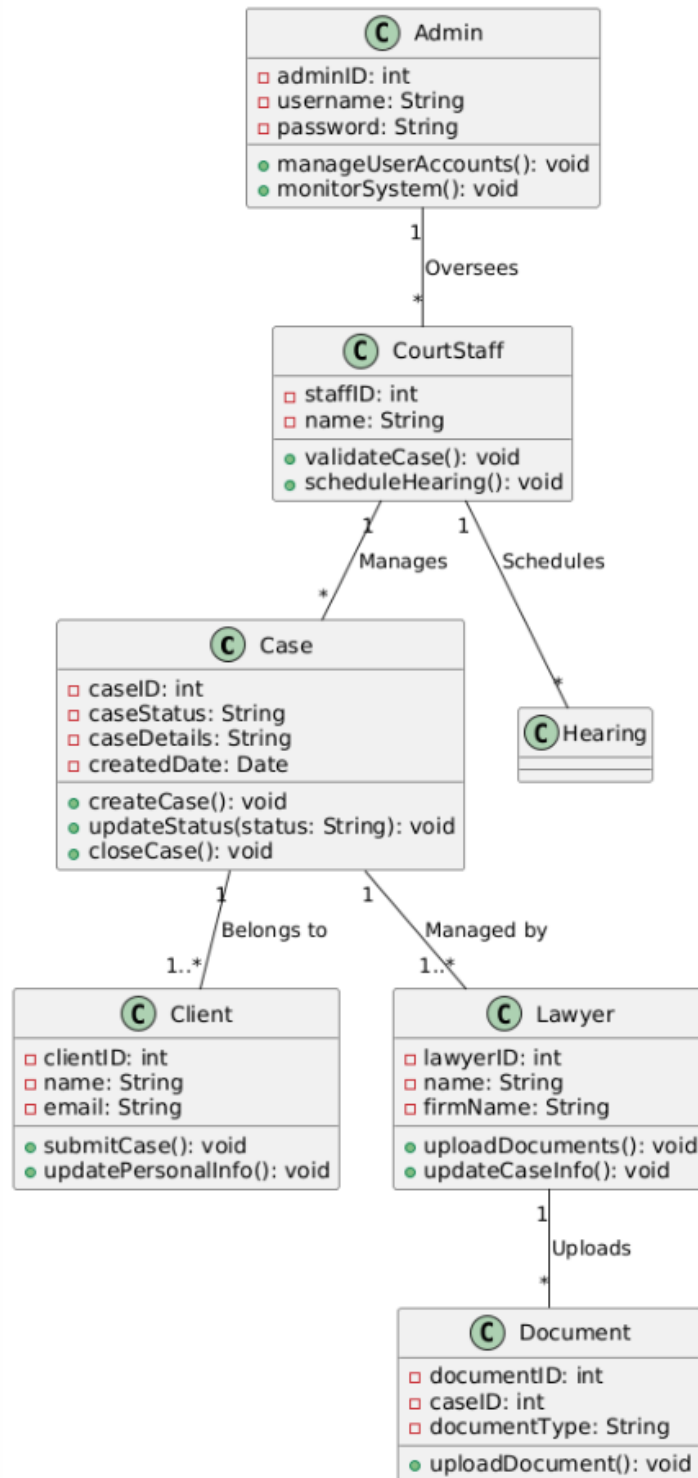 C Admin
adminID: int
username: String
password: String
manageUserAccounts(): void
monitorSystem(): void
1
Oversees
*
C CourtStaff
staffID: int
name: String
validateCase(): void
scheduleHearing(): void
1 1
Manages Schedules
* *
C Case
caseID: int
caseStatus: String
caseDetails: String
createdDate: Date
createCase(): void
updateStatus(status: String): void
closeCase(): void
C Hearing
1 1
Belongs to Managed by
1..* 1..*
C Client
clientID: int
name: String
email: String
submitCase(): void
updatePersonalInfo(): void
C Lawyer
lawyerID: int
name: String
firmName: String
uploadDocuments(): void
updateCaseInfo(): void
1
Uploads
*
C Document
documentID: int
caseID: int
documentType: String
uploadDocument(): void